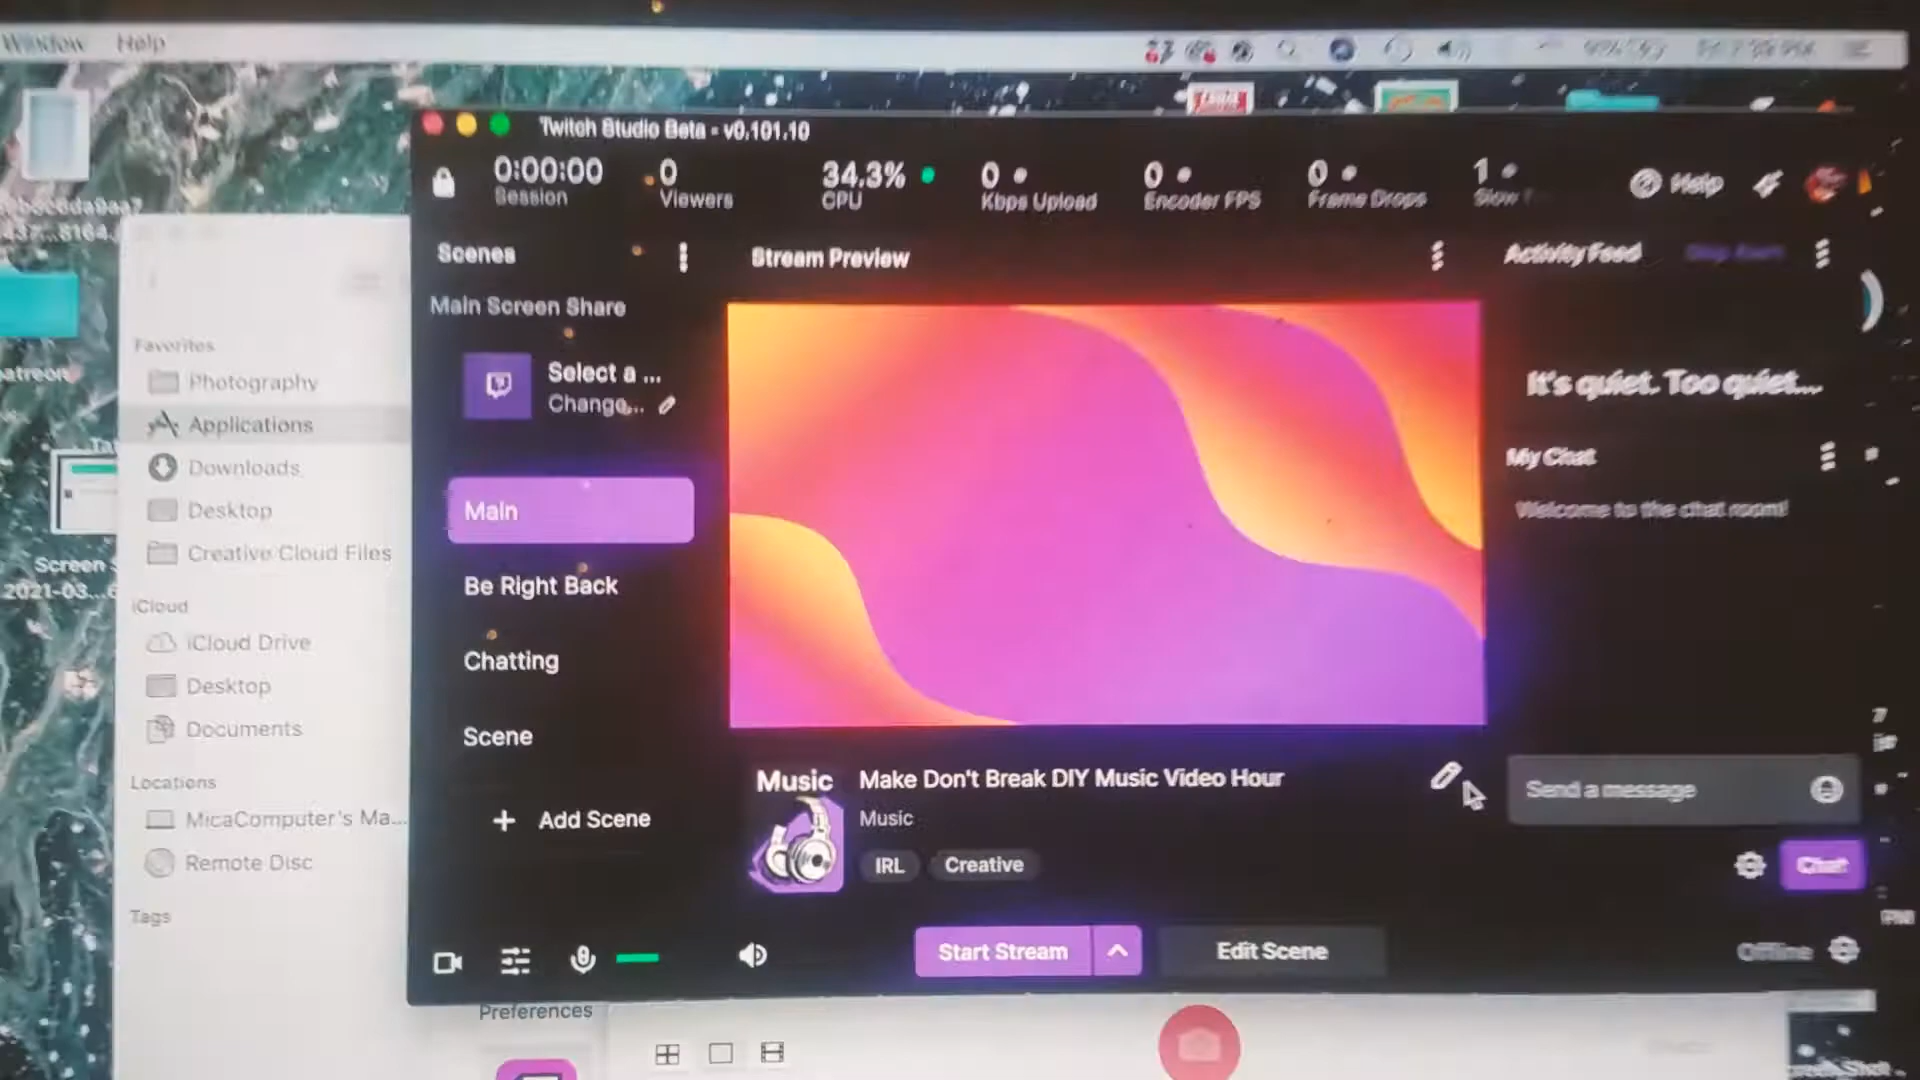 Window Help
Twitch Studio Beta - v0.101.10
0:00:00
Session
0
Viewers
34.3%
CPU
0
Kbps Upload
0
Encoder FPS
0
Frame Drops
1
Slow
Help
Scenes
Stream Preview
Activity Feed
Main Screen Share
Select a ...
Change...
It's quiet. Too quiet...
My Chat
Welcome to the chat room!
Main
Be Right Back
Chatting
Scene
+ Add Scene
Music
Make Don't Break DIY Music Video Hour
Music
IRL
Creative
Send a message
Chat
Start Stream
Edit Scene
Offline
Favorites
Photography
Applications
Downloads
Desktop
Creative Cloud Files
iCloud
iCloud Drive
Desktop
Documents
Locations
MicaComputer's Ma...
Remote Disc
Tags
Screen
2021-03...
Preferences